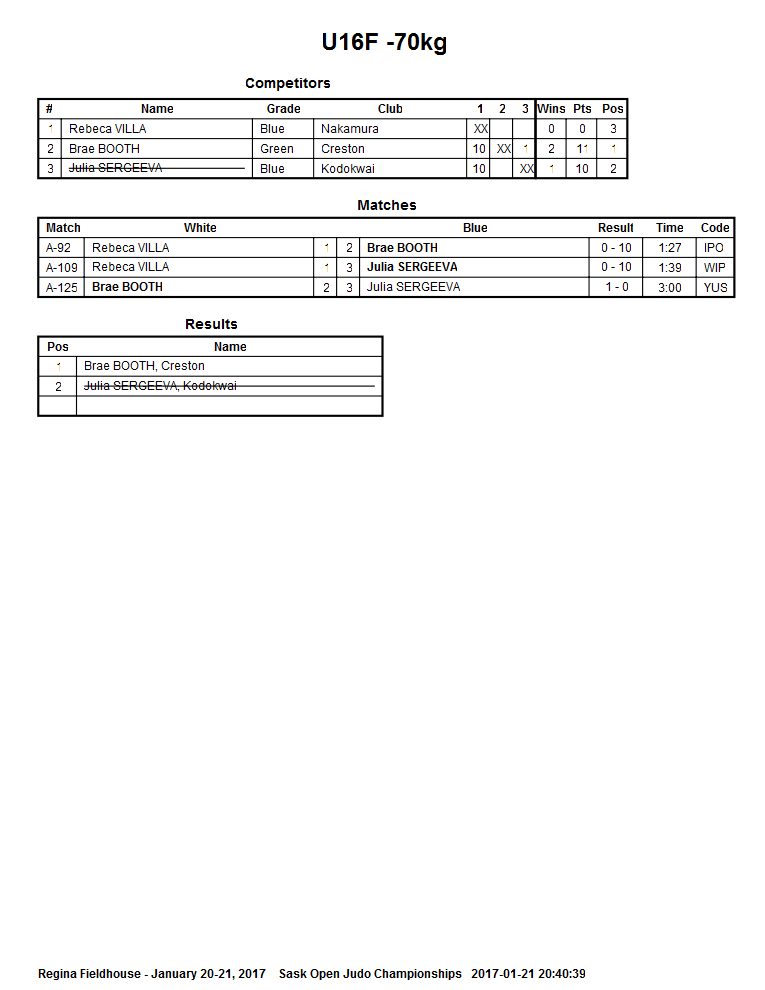 U16F -70kg
Competitors
# Name Grade Club 1 2 3 Wins Pts Pos
1 Rebeca VILLA Blue Nakamura XX 0 0 3
2 Brae BOOTH Green Creston 10 XX 1 2 11 1
3 Julia SERGEEVA Blue Kodokwai 10 XX 1 10 2
Matches
Match White Blue Result Time Code
A-92 Rebeca VILLA 1 2 Brae BOOTH 0 - 10 1:27 IPO
A-109 Rebeca VILLA 1 3 Julia SERGEEVA 0 - 10 1:39 WIP
A-125 Brae BOOTH 2 3 Julia SERGEEVA 1 - 0 3:00 YUS
Results
Pos Name
1 Brae BOOTH, Creston
2 Julia SERGEEVA, Kodokwai
Regina Fieldhouse - January 20-21, 2017 Sask Open Judo Championships 2017-01-21 20:40:39